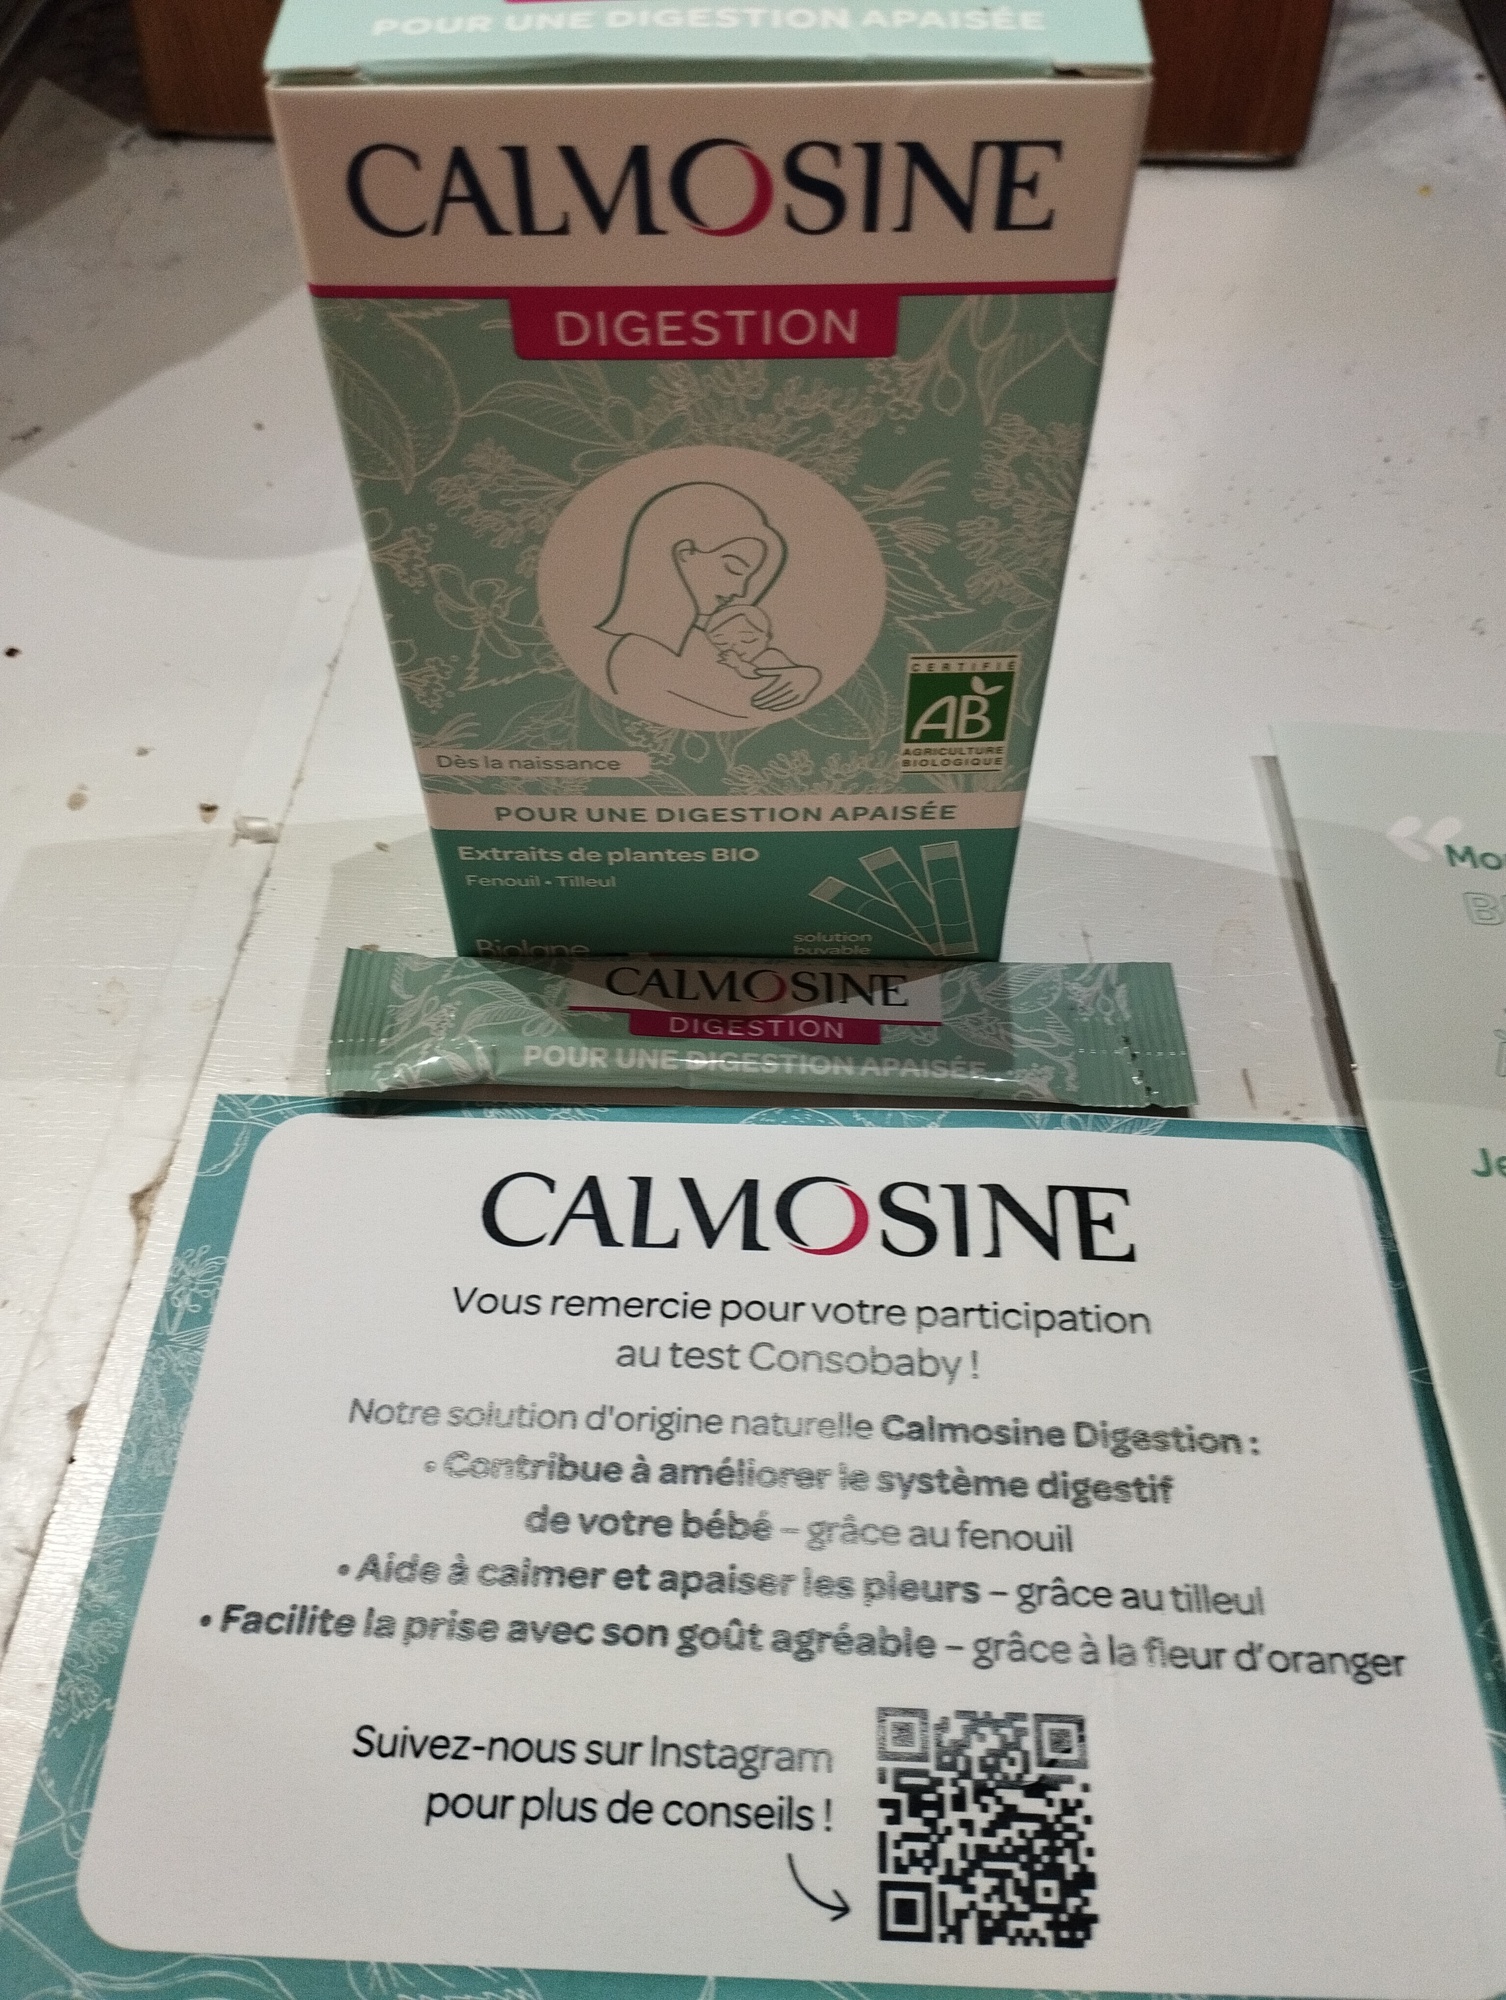 POUR UNE DIGESTION APAISÉE
CALMOSINE
DIGESTION
CERTIFIÉ
AB
AGRICULTURE
BIOLOGIQUE
Dès la naissance
POUR UNE DIGESTION APAISÉE
Extraits de plantes BIO
Fenouil • Tilleul
solution
buvable
Biolane
CALMOSINE
DIGESTION
POUR UNE DIGESTION APAISÉE
CALMOSINE
Vous remercie pour votre participation
au test Consobaby !
Notre solution d'origine naturelle Calmosine Digestion :
• Contribue à améliorer le système digestif
de votre bébé – grâce au fenouil
• Aide à calmer et apaiser les pleurs – grâce au tilleul
• Facilite la prise avec son goût agréable – grâce à la fleur d'oranger
Suivez-nous sur Instagram
pour plus de conseils !